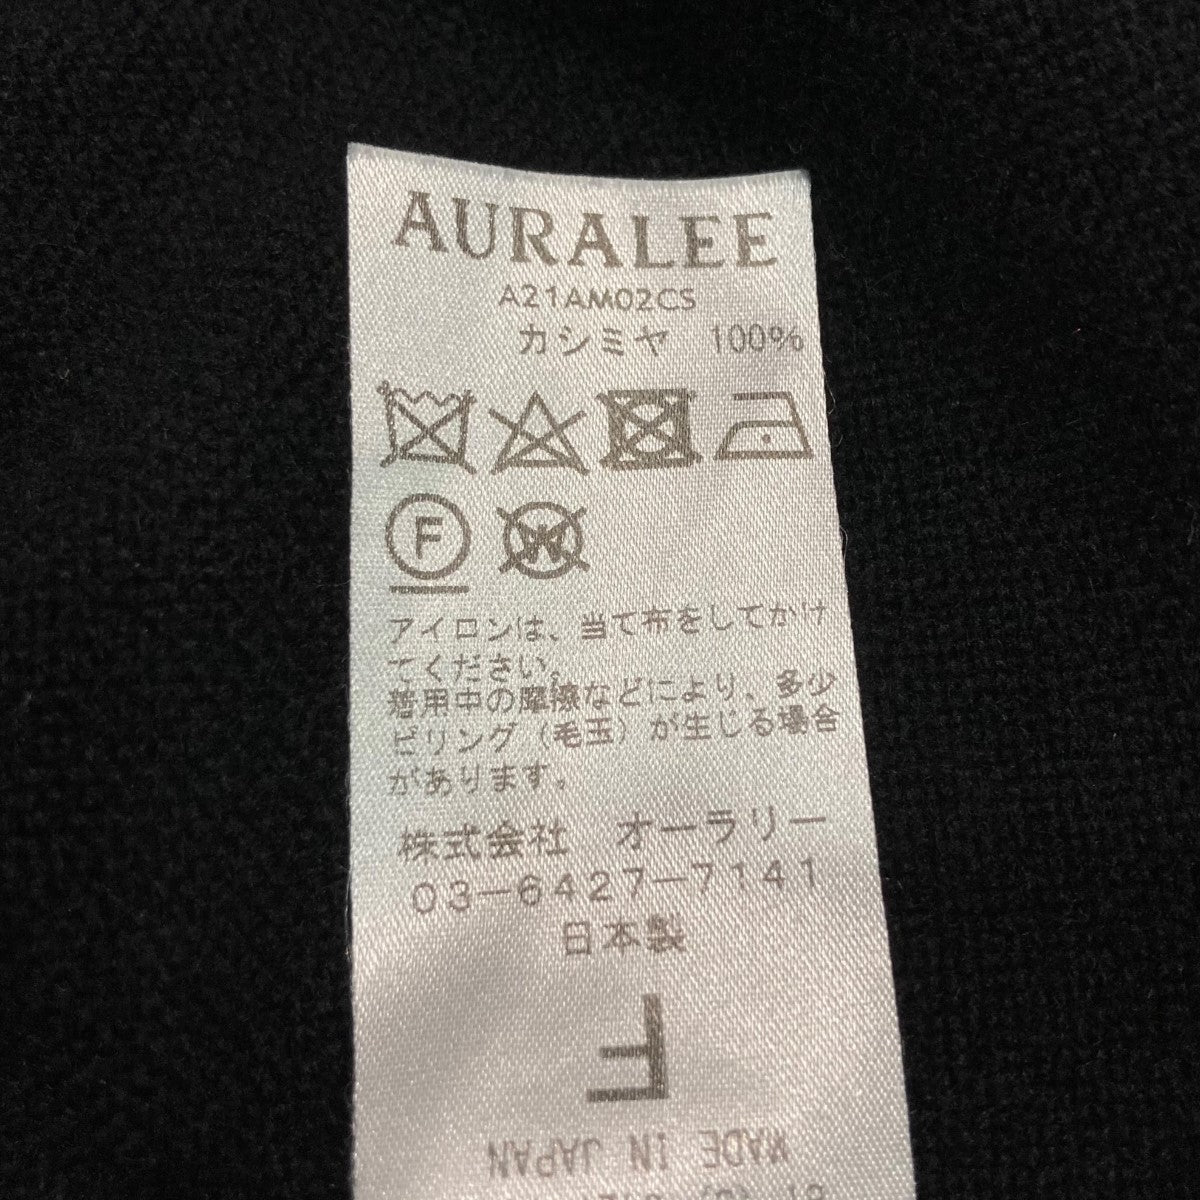 AURALEE
A21AM02CS
カシミヤ 100%
F
W
アイロンは、当て布をしてかけ
てください。
着用中の摩擦などにより、多少
ピリング（毛玉）が生じる場合
があります。
株式会社 オーラリー
03-6427-7141
日本製
F
MADE IN JAPAN